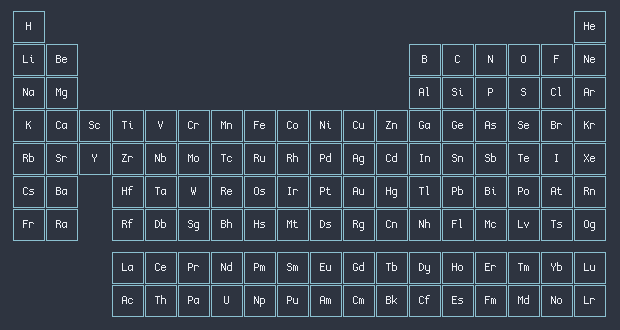 H He
Li Be B C N O F Ne
Na Mg Al Si P S Cl Ar
K Ca Sc Ti V Cr Mn Fe Co Ni Cu Zn Ga Ge As Se Br Kr
Rb Sr Y Zr Nb Mo Tc Ru Rh Pd Ag Cd In Sn Sb Te I Xe
Cs Ba Hf Ta W Re Os Ir Pt Au Hg Tl Pb Bi Po At Rn
Fr Ra Rf Db Sg Bh Hs Mt Ds Rg Cn Nh Fl Mc Lv Ts Og
La Ce Pr Nd Pm Sm Eu Gd Tb Dy Ho Er Tm Yb Lu
Ac Th Pa U Np Pu Am Cm Bk Cf Es Fm Md No Lr